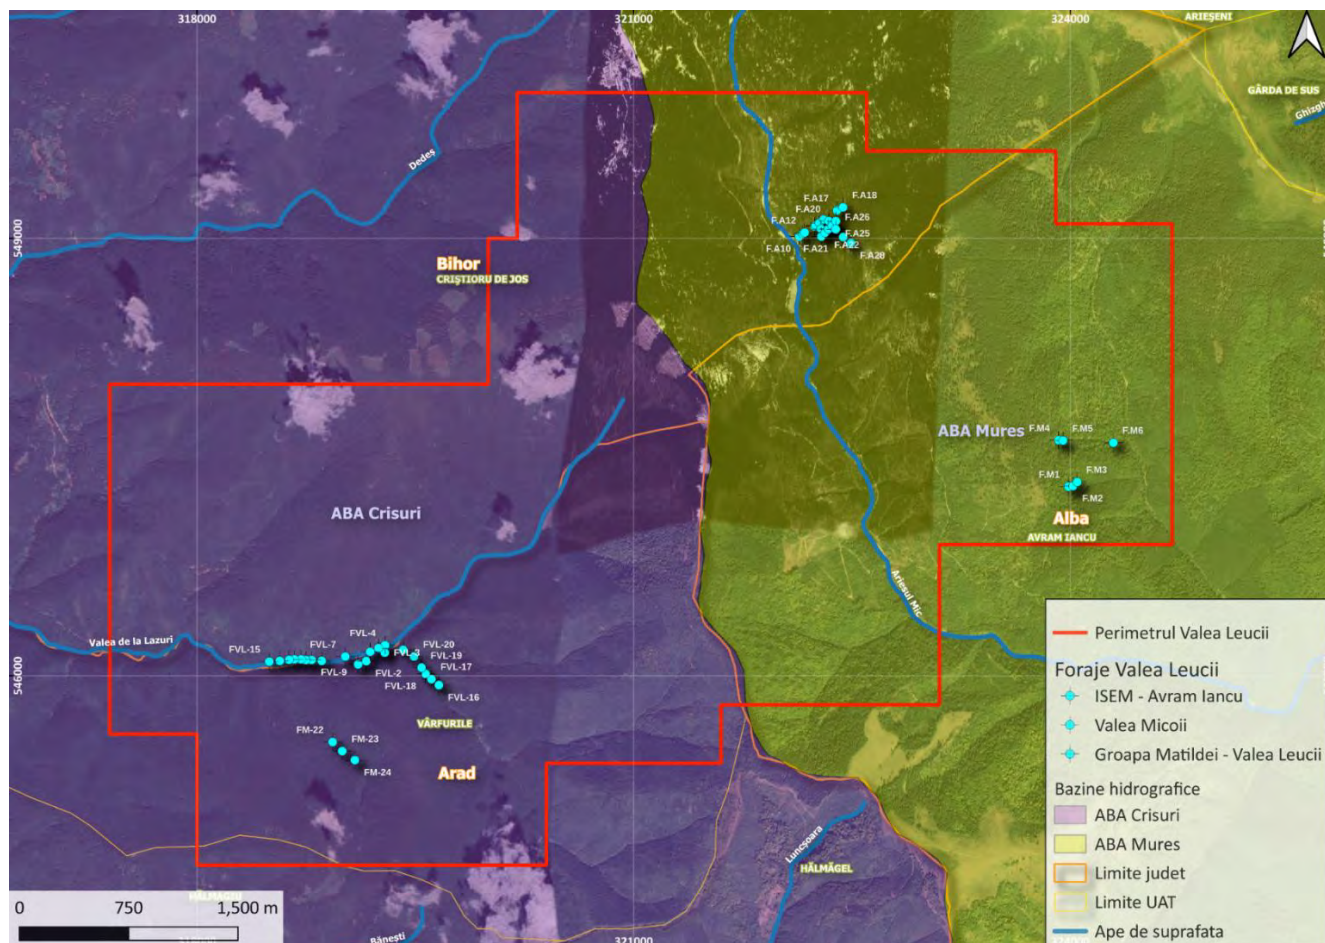 318000
321000
324000
ARIEȘENI
GÂRDA DE SUS
Ghizgh
Dedeș
F.A17
F.A18
F.A20
F.A12
F.A26
F.A25
F.A10
F.A21
F.A22
F.A28
549000
Bihor
CRIȘTIORU DE JOS
ABA Mures
F.M4
F.M5
F.M6
F.M1
F.M3
F.M2
Alba
AVRAM IANCU
ABA Crisuri
Arieșul Mic
Valea de la Lazuri
FVL-15
FVL-7
FVL-4
FVL-20
FVL-3
FVL-19
FVL-9
FVL-2
FVL-17
FVL-18
FVL-16
546000
VÂRFURILE
FM-22
FM-23
FM-24
Arad
Luncșoara
HĂLMĂGEL
HĂLMAGIU
Bănești
0 750 1,500 m
318000
321000
324000
Perimetrul Valea Leucii
Foraje Valea Leucii
ISEM - Avram Iancu
Valea Micoii
Groapa Matildei - Valea Leucii
Bazine hidrografice
ABA Crisuri
ABA Mures
Limite judet
Limite UAT
Ape de suprafata